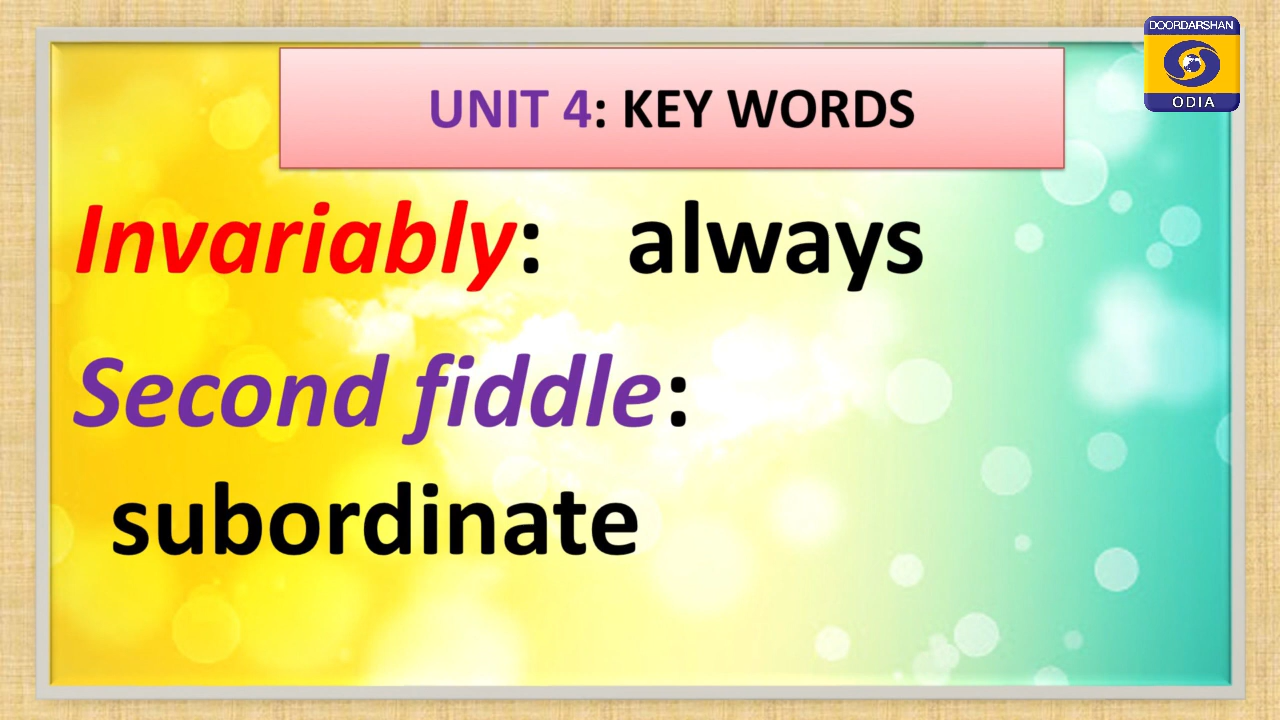 DOORDARSHAN
ODIA
UNIT 4: KEY WORDS
Invariably: always
Second fiddle:
subordinate